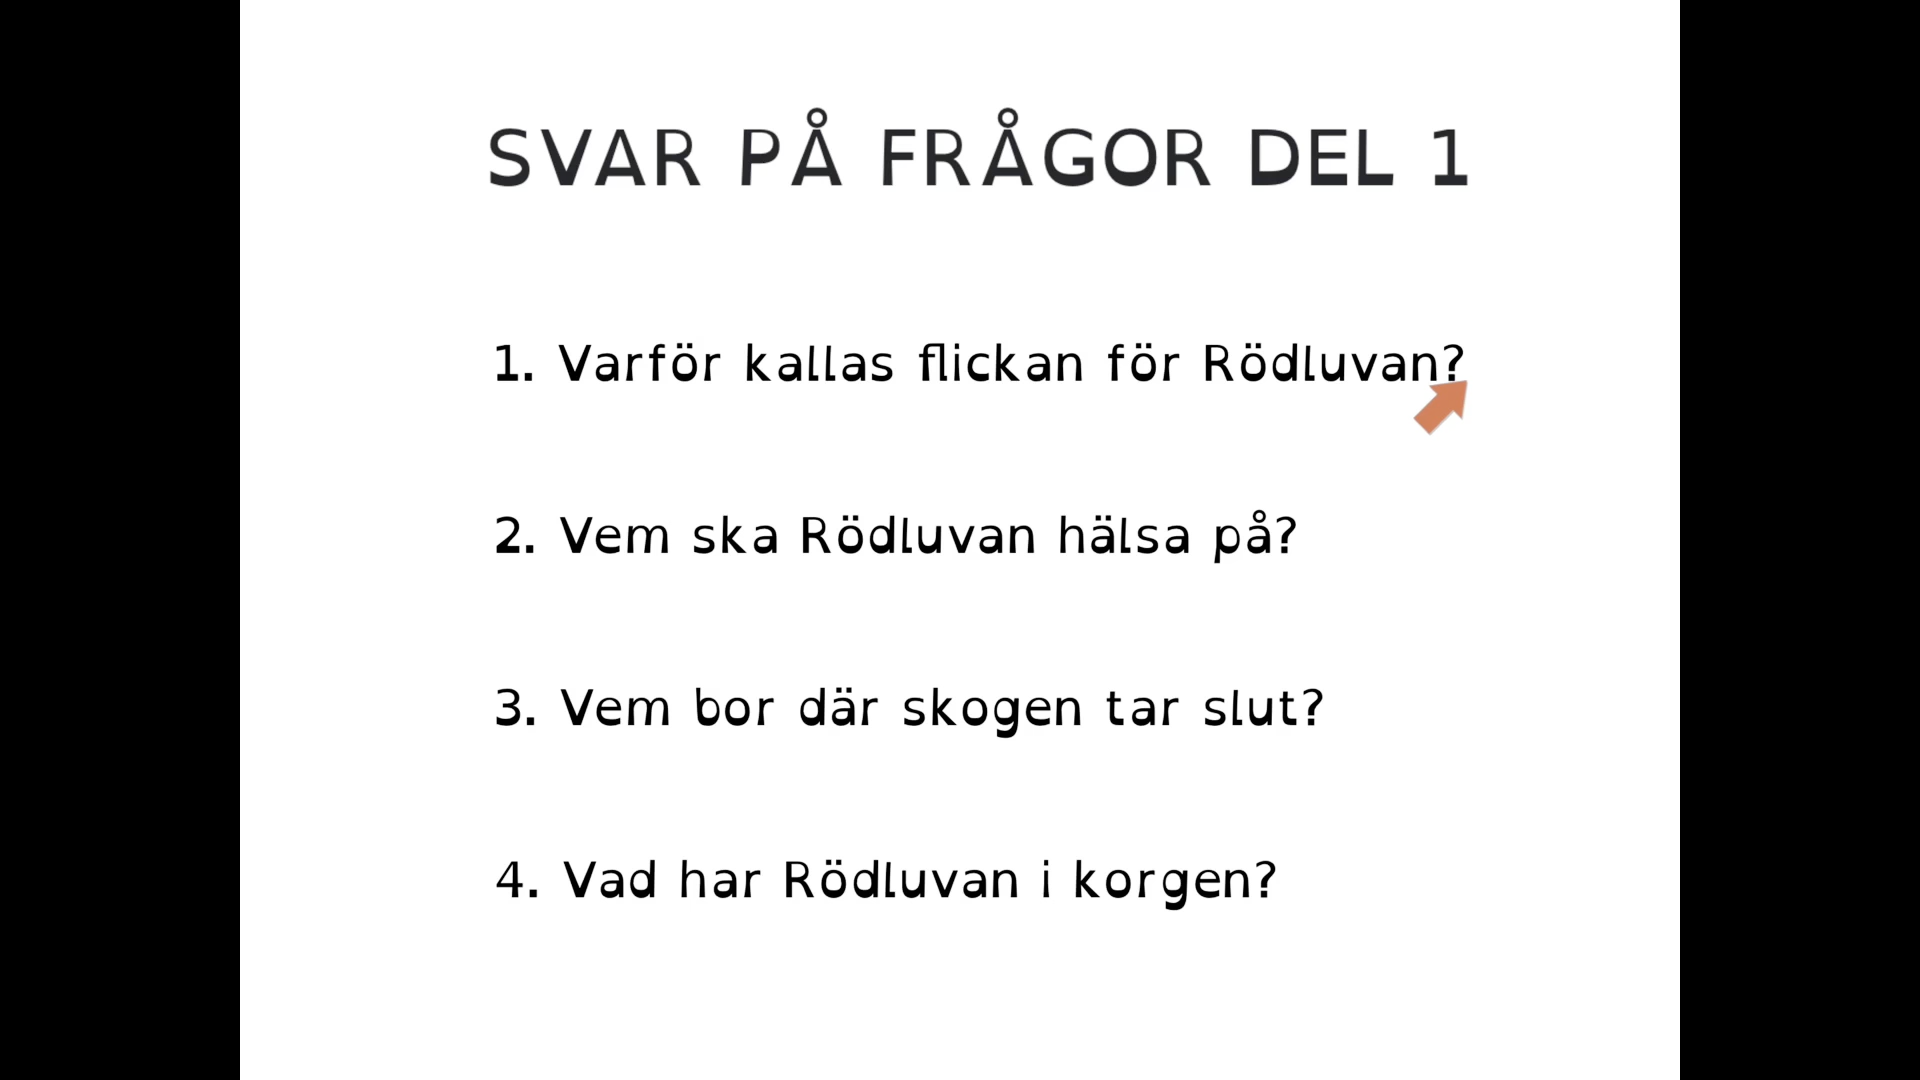 SVAR PÅ FRÅGOR DEL 1
1. Varför kallas flickan för Rödluvan?
2. Vem ska Rödluvan hälsa på?
3. Vem bor där skogen tar slut?
4. Vad har Rödluvan i korgen?